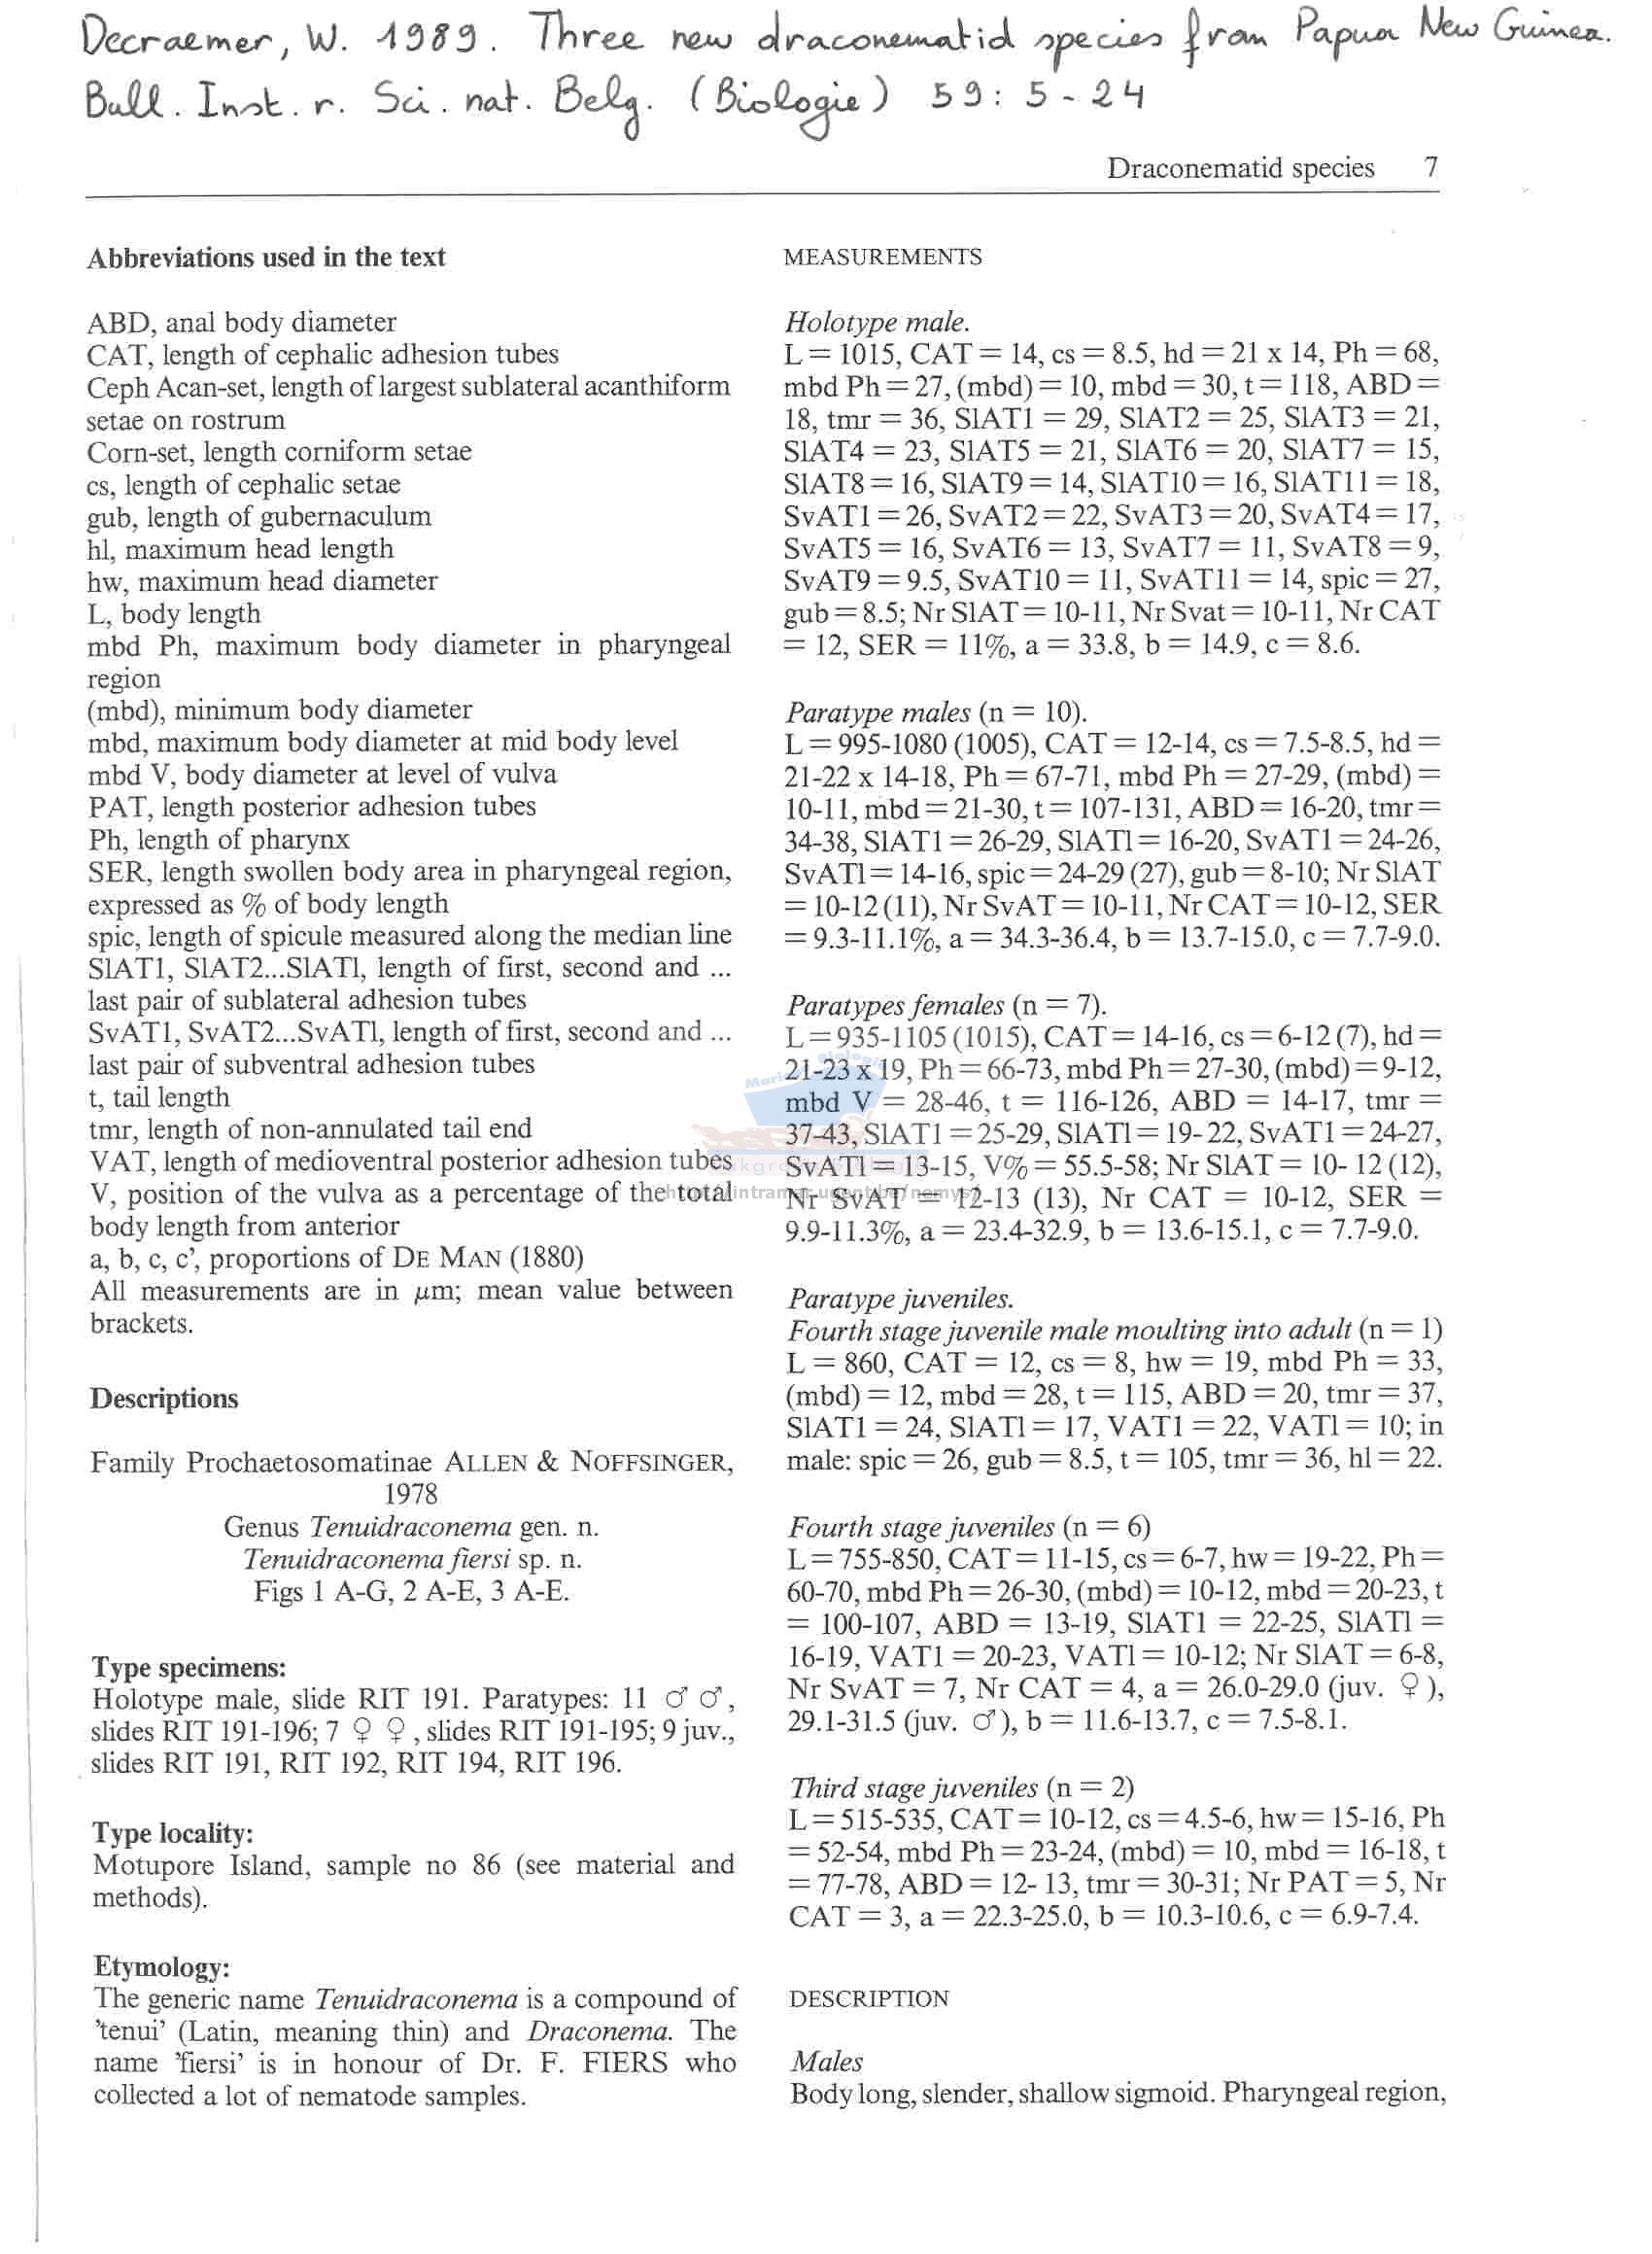 Decraemer, W. 1989. Three new draconematid species from Papua New Guinea.
Bull. Inst. r. Sci. nat. Belg. (Biologie) 59: 5-24
Draconematid species 7
Abbreviations used in the text
ABD, anal body diameter
CAT, length of cephalic adhesion tubes
Ceph Acan-set, length of largest sublateral acanthiform
setae on rostrum
Corn-set, length corniform setae
cs, length of cephalic setae
gub, length of gubernaculum
hl, maximum head length
hw, maximum head diameter
L, body length
mbd Ph, maximum body diameter in pharyngeal
region
(mbd), minimum body diameter
mbd, maximum body diameter at mid body level
mbd V, body diameter at level of vulva
PAT, length posterior adhesion tubes
Ph, length of pharynx
SER, length swollen body area in pharyngeal region,
expressed as % of body length
spic, length of spicule measured along the median line
SlAT1, SlAT2...SlATl, length of first, second and ...
last pair of sublateral adhesion tubes
SvAT1, SvAT2...SvATl, length of first, second and ...
last pair of subventral adhesion tubes
t, tail length
tmr, length of non-annulated tail end
VAT, length of medioventral posterior adhesion tubes
V, position of the vulva as a percentage of the total
body length from anterior
a, b, c, c', proportions of DE MAN (1880)
All measurements are in μm; mean value between
brackets.
Descriptions
Family Prochaetosomatinae ALLEN & NOFFSINGER,
1978
Genus Tenuidraconema gen. n.
Tenuidraconema fiersi sp. n.
Figs 1 A-G, 2 A-E, 3 A-E.
Type specimens:
Holotype male, slide RIT 191. Paratypes: 11 ♂ ♂,
slides RIT 191-196; 7 ♀ ♀, slides RIT 191-195; 9 juv.,
slides RIT 191, RIT 192, RIT 194, RIT 196.
Type locality:
Motupore Island, sample no 86 (see material and
methods).
Etymology:
The generic name Tenuidraconema is a compound of
'tenui' (Latin, meaning thin) and Draconema. The
name 'fiersi' is in honour of Dr. F. FIERS who
collected a lot of nematode samples.
MEASUREMENTS
Holotype male.
L = 1015, CAT = 14, cs = 8.5, hd = 21 x 14, Ph = 68,
mbd Ph = 27, (mbd) = 10, mbd = 30, t = 118, ABD =
18, tmr = 36, SlAT1 = 29, SlAT2 = 25, SlAT3 = 21,
SlAT4 = 23, SlAT5 = 21, SlAT6 = 20, SlAT7 = 15,
SlAT8 = 16, SlAT9 = 14, SlAT10 = 16, SlAT11 = 18,
SvAT1 = 26, SvAT2 = 22, SvAT3 = 20, SvAT4 = 17,
SvAT5 = 16, SvAT6 = 13, SvAT7 = 11, SvAT8 = 9,
SvAT9 = 9.5, SvAT10 = 11, SvAT11 = 14, spic = 27,
gub = 8.5; Nr SlAT = 10-11, Nr Svat = 10-11, Nr CAT
= 12, SER = 11%, a = 33.8, b = 14.9, c = 8.6.
Paratype males (n = 10).
L = 995-1080 (1005), CAT = 12-14, cs = 7.5-8.5, hd =
21-22 x 14-18, Ph = 67-71, mbd Ph = 27-29, (mbd) =
10-11, mbd = 21-30, t = 107-131, ABD = 16-20, tmr =
34-38, SlAT1 = 26-29, SlATl = 16-20, SvAT1 = 24-26,
SvATl = 14-16, spic = 24-29 (27), gub = 8-10; Nr SlAT
= 10-12 (11), Nr SvAT = 10-11, Nr CAT = 10-12, SER
= 9.3-11.1%, a = 34.3-36.4, b = 13.7-15.0, c = 7.7-9.0.
Paratypes females (n = 7).
L = 935-1105 (1015), CAT = 14-16, cs = 6-12 (7), hd =
21-23 x 19, Ph = 66-73, mbd Ph = 27-30, (mbd) = 9-12,
mbd V = 28-46, t = 116-126, ABD = 14-17, tmr =
37-43, SlAT1 = 25-29, SlATl = 19-22, SvAT1 = 24-27,
SvATl = 13-15, V% = 55.5-58; Nr SlAT = 10- 12 (12),
Nr SvAT = 12-13 (13), Nr CAT = 10-12, SER =
9.9-11.3%, a = 23.4-32.9, b = 13.6-15.1, c = 7.7-9.0.
Paratype juveniles.
Fourth stage juvenile male moulting into adult (n = 1)
L = 860, CAT = 12, cs = 8, hw = 19, mbd Ph = 33,
(mbd) = 12, mbd = 28, t = 115, ABD = 20, tmr = 37,
SlAT1 = 24, SlATl = 17, VAT1 = 22, VATl = 10; in
male: spic = 26, gub = 8.5, t = 105, tmr = 36, hl = 22.
Fourth stage juveniles (n = 6)
L = 755-850, CAT = 11-15, cs = 6-7, hw = 19-22, Ph =
60-70, mbd Ph = 26-30, (mbd) = 10-12, mbd = 20-23, t
= 100-107, ABD = 13-19, SlAT1 = 22-25, SlATl =
16-19, VAT1 = 20-23, VATl = 10-12; Nr SlAT = 6-8,
Nr SvAT = 7, Nr CAT = 4, a = 26.0-29.0 (juv. ♀),
29.1-31.5 (juv. ♂), b = 11.6-13.7, c = 7.5-8.1.
Third stage juveniles (n = 2)
L = 515-535, CAT = 10-12, cs = 4.5-6, hw = 15-16, Ph
= 52-54, mbd Ph = 23-24, (mbd) = 10, mbd = 16-18, t
= 77-78, ABD = 12- 13, tmr = 30-31; Nr PAT = 5, Nr
CAT = 3, a = 22.3-25.0, b = 10.3-10.6, c = 6.9-7.4.
DESCRIPTION
Males
Body long, slender, shallow sigmoid. Pharyngeal region,